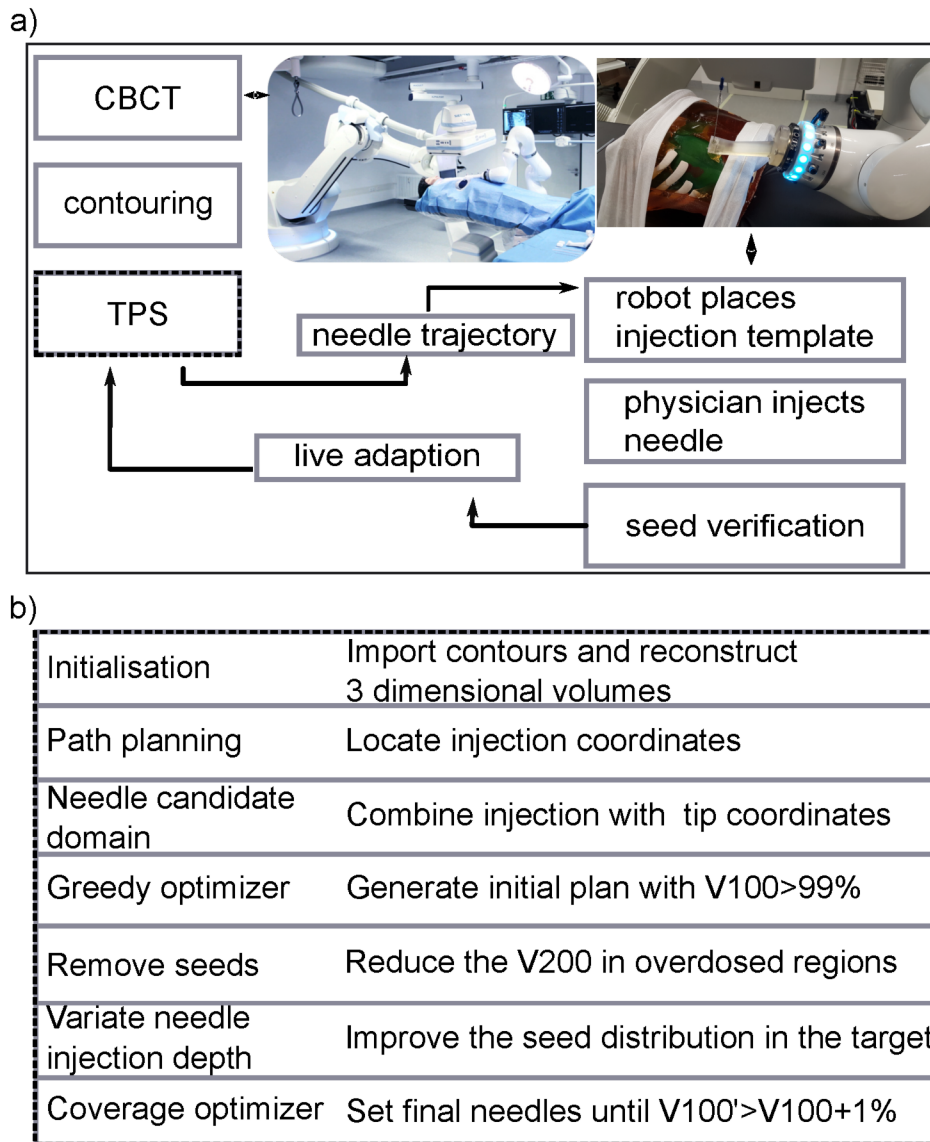 a)
CBCT
contouring
TPS
needle trajectory
robot places
injection template
physician injects
needle
live adaption
seed verification
b)
Initialisation
Import contours and reconstruct
3 dimensional volumes
Path planning
Locate injection coordinates
Needle candidate
domain
Combine injection with tip coordinates
Greedy optimizer
Generate initial plan with V100>99%
Remove seeds
Reduce the V200 in overdosed regions
Variate needle
injection depth
Improve the seed distribution in the target
Coverage optimizer
Set final needles until V100'>V100+1%